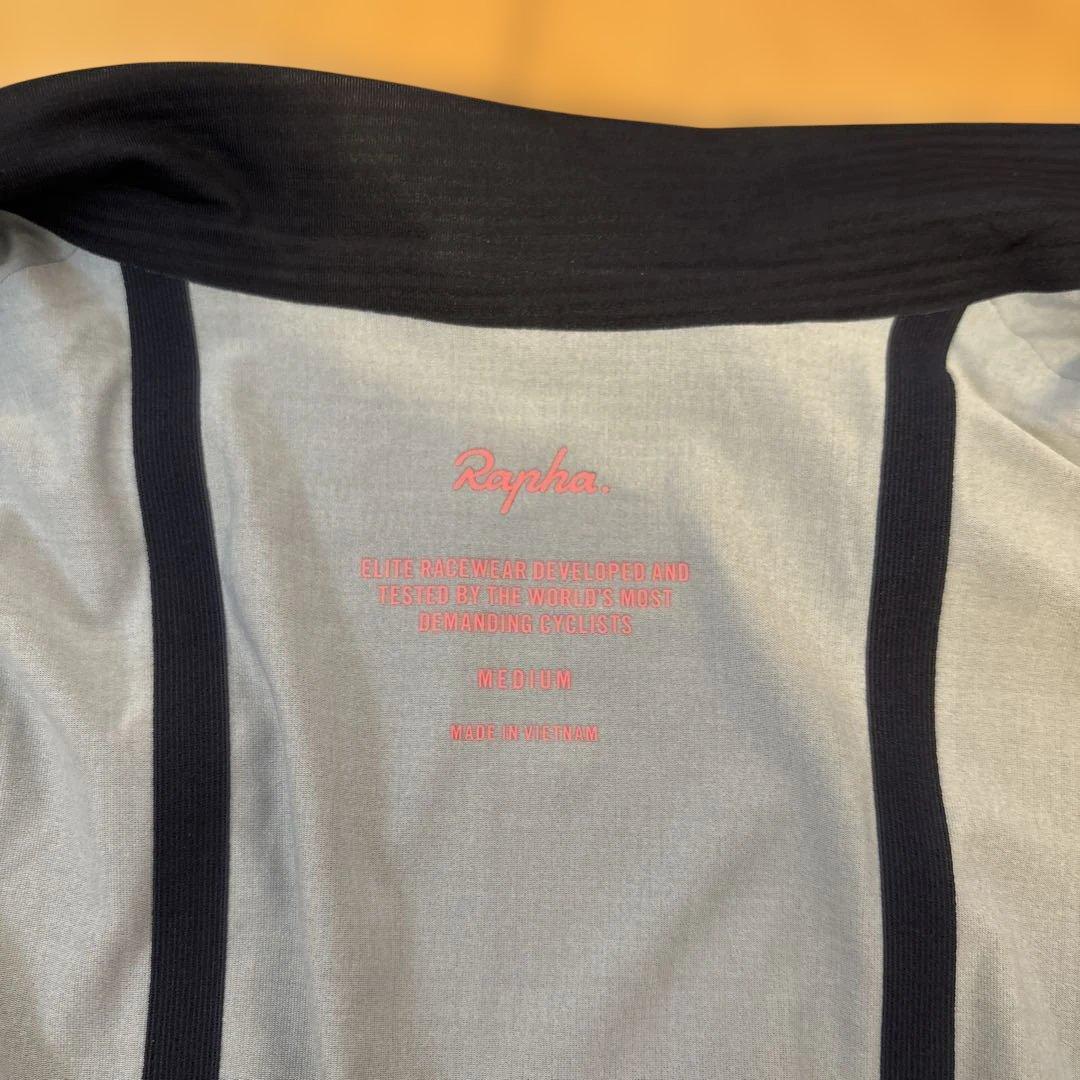 Rapha.
ELITE RACEWEAR DEVELOPED AND
TESTED BY THE WORLD'S MOST
DEMANDING CYCLISTS
MEDIUM
MADE IN VIETNAM